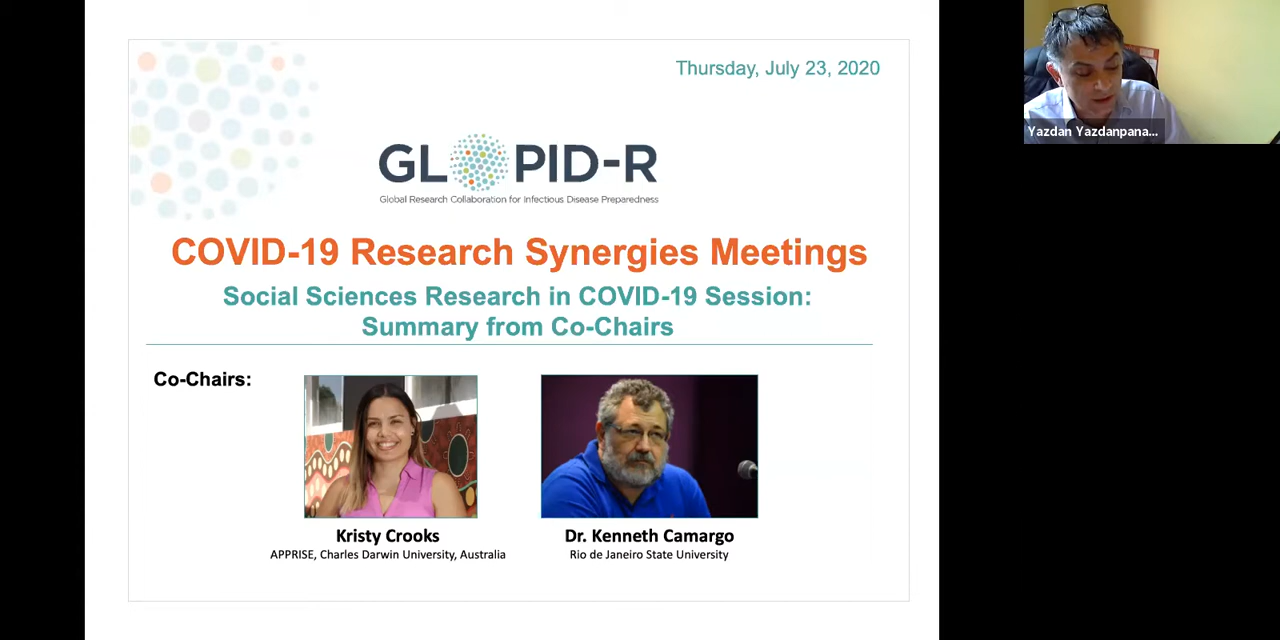 Thursday, July 23, 2020
GLOPID-R
Global Research Collaboration for Infectious Disease Preparedness
COVID-19 Research Synergies Meetings
Social Sciences Research in COVID-19 Session:
Summary from Co-Chairs
Co-Chairs:
Kristy Crooks
APPRISE, Charles Darwin University, Australia
Dr. Kenneth Camargo
Rio de Janeiro State University
Yazdan Yazdanpana...